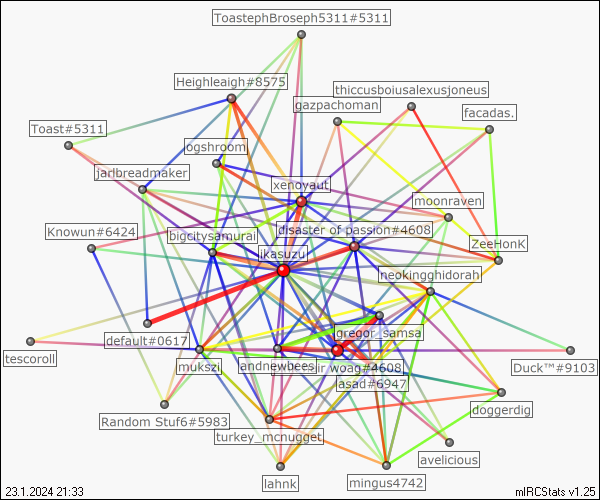 ToastephBroseph5311#5311
Heighleaigh#8575
thiccusboiusalexusjoneus
gazpachoman
facadas.
Toast#5311
ogshroom
jarlbreadmaker
xenoyaut
moonraven
Knowun#6424
bigcitysamurai
disaster of passion#4608
ZeeHonK
ikasuzu
neokingghidorah
gregor_samsa
default#0617
tescoroll
mukszi
andnewbees
sir woag#4608
Duck™#9103
asad#6947
doggerdig
Random Stuf6#5983
turkey_mcnugget
avelicious
lahnk
mingus4742
23.1.2024 21:33
mIRCStats v1.25